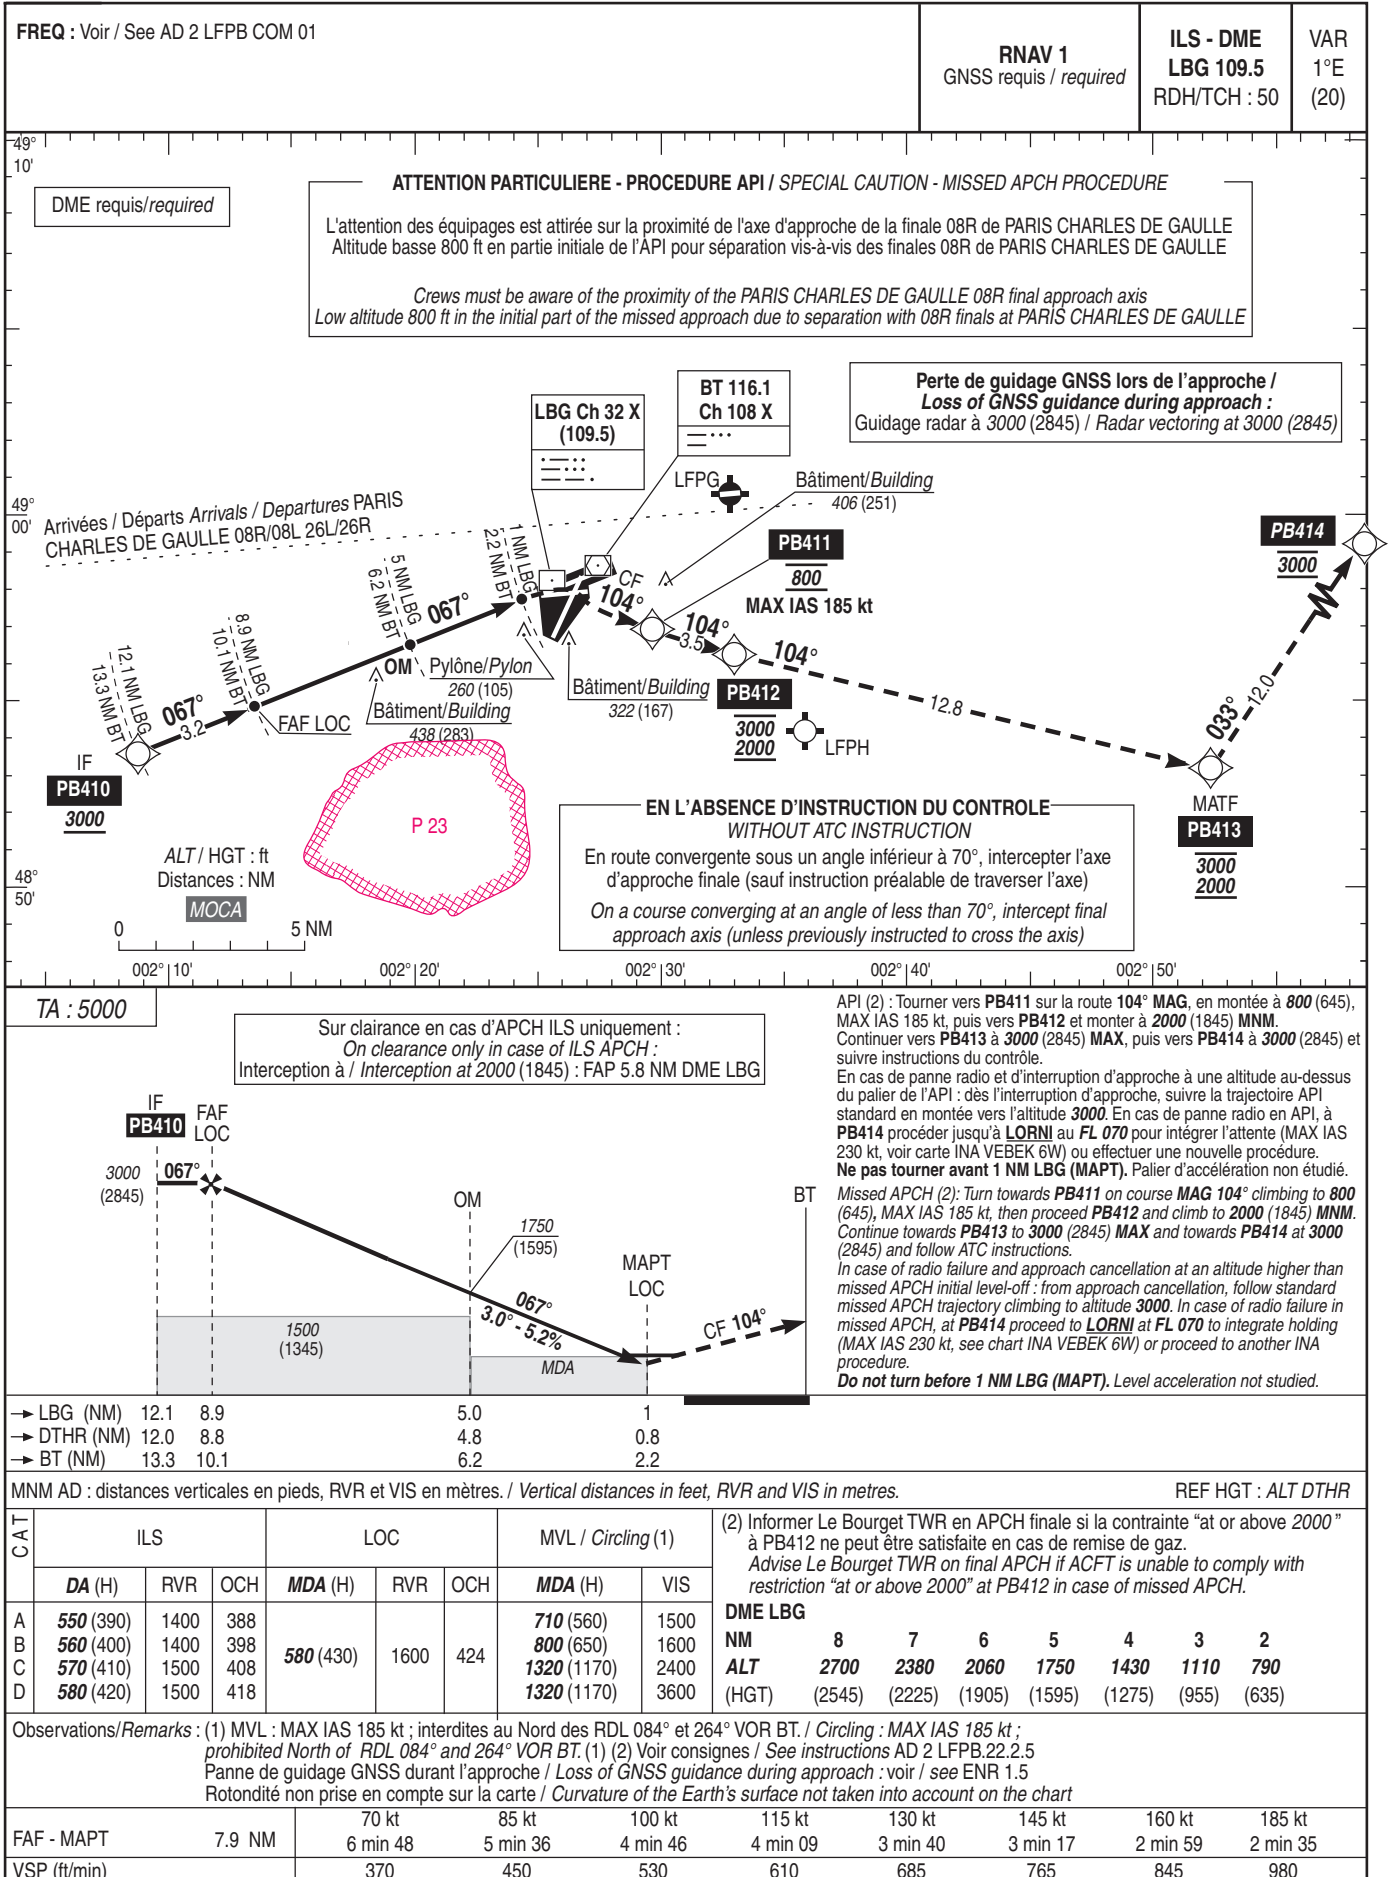 FREQ : Voir / See AD 2 LFPB COM 01
RNAV 1
GNSS requis / required
ILS - DME
LBG 109.5
RDH/TCH : 50
VAR
1°E
(20)
49°
10'
DME requis/required
ATTENTION PARTICULIERE - PROCEDURE API / SPECIAL CAUTION - MISSED APCH PROCEDURE
L'attention des équipages est attirée sur la proximité de l'axe d'approche de la finale 08R de PARIS CHARLES DE GAULLE
Altitude basse 800 ft en partie initiale de l'API pour séparation vis-à-vis des finales 08R de PARIS CHARLES DE GAULLE
Crews must be aware of the proximity of the PARIS CHARLES DE GAULLE 08R final approach axis
Low altitude 800 ft in the initial part of the missed approach due to separation with 08R finals at PARIS CHARLES DE GAULLE
Perte de guidage GNSS lors de l'approche /
Loss of GNSS guidance during approach :
Guidage radar à 3000 (2845) / Radar vectoring at 3000 (2845)
LBG Ch 32 X
(109.5)
BT 116.1
Ch 108 X
LFPG
Bâtiment/Building
406 (251)
49°
00'
Arrivées / Départs Arrivals / Departures PARIS
CHARLES DE GAULLE 08R/08L 26L/26R
PB411
800
MAX IAS 185 kt
PB414
3000
1 NM LBG
2.2 NM BT
5 NM LBG
6.2 NM BT
8.9 NM LBG
10.1 NM BT
12.1 NM LBG
13.3 NM BT
067°
CF
104°
104°
3.5
104°
12.8
033°
12.0
067°
3.2
OM
Pylône/Pylon
260 (105)
Bâtiment/Building
322 (167)
Bâtiment/Building
438 (283)
FAF LOC
IF
PB410
3000
PB412
3000
2000
LFPH
MATF
PB413
3000
2000
P 23
EN L'ABSENCE D'INSTRUCTION DU CONTROLE
WITHOUT ATC INSTRUCTION
En route convergente sous un angle inférieur à 70°, intercepter l'axe
d'approche finale (sauf instruction préalable de traverser l'axe)
On a course converging at an angle of less than 70°, intercept final
approach axis (unless previously instructed to cross the axis)
ALT / HGT : ft
Distances : NM
MOCA
0 5 NM
48°
50'
002° 10' 002° 20' 002° 30' 002° 40' 002° 50'
TA : 5000
Sur clairance en cas d'APCH ILS uniquement :
On clearance only in case of ILS APCH :
Interception à / Interception at 2000 (1845) : FAP 5.8 NM DME LBG
IF
PB410
FAF
LOC
3000
(2845)
067°
OM
1750
(1595)
MAPT
LOC
BT
067°
3.0° - 5.2%
CF 104°
1500
(1345)
MDA
API (2) : Tourner vers PB411 sur la route 104° MAG, en montée à 800 (645),
MAX IAS 185 kt, puis vers PB412 et monter à 2000 (1845) MNM.
Continuer vers PB413 à 3000 (2845) MAX, puis vers PB414 à 3000 (2845) et
suivre instructions du contrôle.
En cas de panne radio et d'interruption d'approche à une altitude au-dessus
du palier de l'API : dès l'interruption d'approche, suivre la trajectoire API
standard en montée vers l'altitude 3000. En cas de panne radio en API, à
PB414 procéder jusqu'à LORNI au FL 070 pour intégrer l'attente (MAX IAS
230 kt, voir carte INA VEBEK 6W) ou effectuer une nouvelle procédure.
Ne pas tourner avant 1 NM LBG (MAPT). Palier d'accélération non étudié.
Missed APCH (2): Turn towards PB411 on course MAG 104° climbing to 800
(645), MAX IAS 185 kt, then proceed PB412 and climb to 2000 (1845) MNM.
Continue towards PB413 to 3000 (2845) MAX and towards PB414 at 3000
(2845) and follow ATC instructions.
In case of radio failure and approach cancellation at an altitude higher than
missed APCH initial level-off : from approach cancellation, follow standard
missed APCH trajectory climbing to altitude 3000. In case of radio failure in
missed APCH, at PB414 proceed to LORNI at FL 070 to integrate holding
(MAX IAS 230 kt, see chart INA VEBEK 6W) or proceed to another INA
procedure.
Do not turn before 1 NM LBG (MAPT). Level acceleration not studied.
LBG (NM) 12.1 8.9 5.0 1
DTHR (NM) 12.0 8.8 4.8 0.8
BT (NM) 13.3 10.1 6.2 2.2
MNM AD : distances verticales en pieds, RVR et VIS en mètres. / Vertical distances in feet, RVR and VIS in metres. REF HGT : ALT DTHR
CAT ILS LOC MVL / Circling (1)
DA (H) RVR OCH MDA (H) RVR OCH MDA (H) VIS
A 550 (390) 1400 388 710 (560) 1500
B 560 (400) 1400 398 800 (650) 1600
580 (430) 1600 424
C 570 (410) 1500 408 1320 (1170) 2400
D 580 (420) 1500 418 1320 (1170) 3600
(2) Informer Le Bourget TWR en APCH finale si la contrainte “at or above 2000”
à PB412 ne peut être satisfaite en cas de remise de gaz.
Advise Le Bourget TWR on final APCH if ACFT is unable to comply with
restriction “at or above 2000” at PB412 in case of missed APCH.
DME LBG
NM 8 7 6 5 4 3 2
ALT 2700 2380 2060 1750 1430 1110 790
(HGT) (2545) (2225) (1905) (1595) (1275) (955) (635)
Observations/Remarks : (1) MVL : MAX IAS 185 kt ; interdites au Nord des RDL 084° et 264° VOR BT. / Circling : MAX IAS 185 kt ;
prohibited North of RDL 084° and 264° VOR BT. (1) (2) Voir consignes / See instructions AD 2 LFPB.22.2.5
Panne de guidage GNSS durant l'approche / Loss of GNSS guidance during approach : voir / see ENR 1.5
Rotondité non prise en compte sur la carte / Curvature of the Earth's surface not taken into account on the chart
70 kt 85 kt 100 kt 115 kt 130 kt 145 kt 160 kt 185 kt
FAF - MAPT 7.9 NM 6 min 48 5 min 36 4 min 46 4 min 09 3 min 40 3 min 17 2 min 59 2 min 35
VSP (ft/min) 370 450 530 610 685 765 845 980